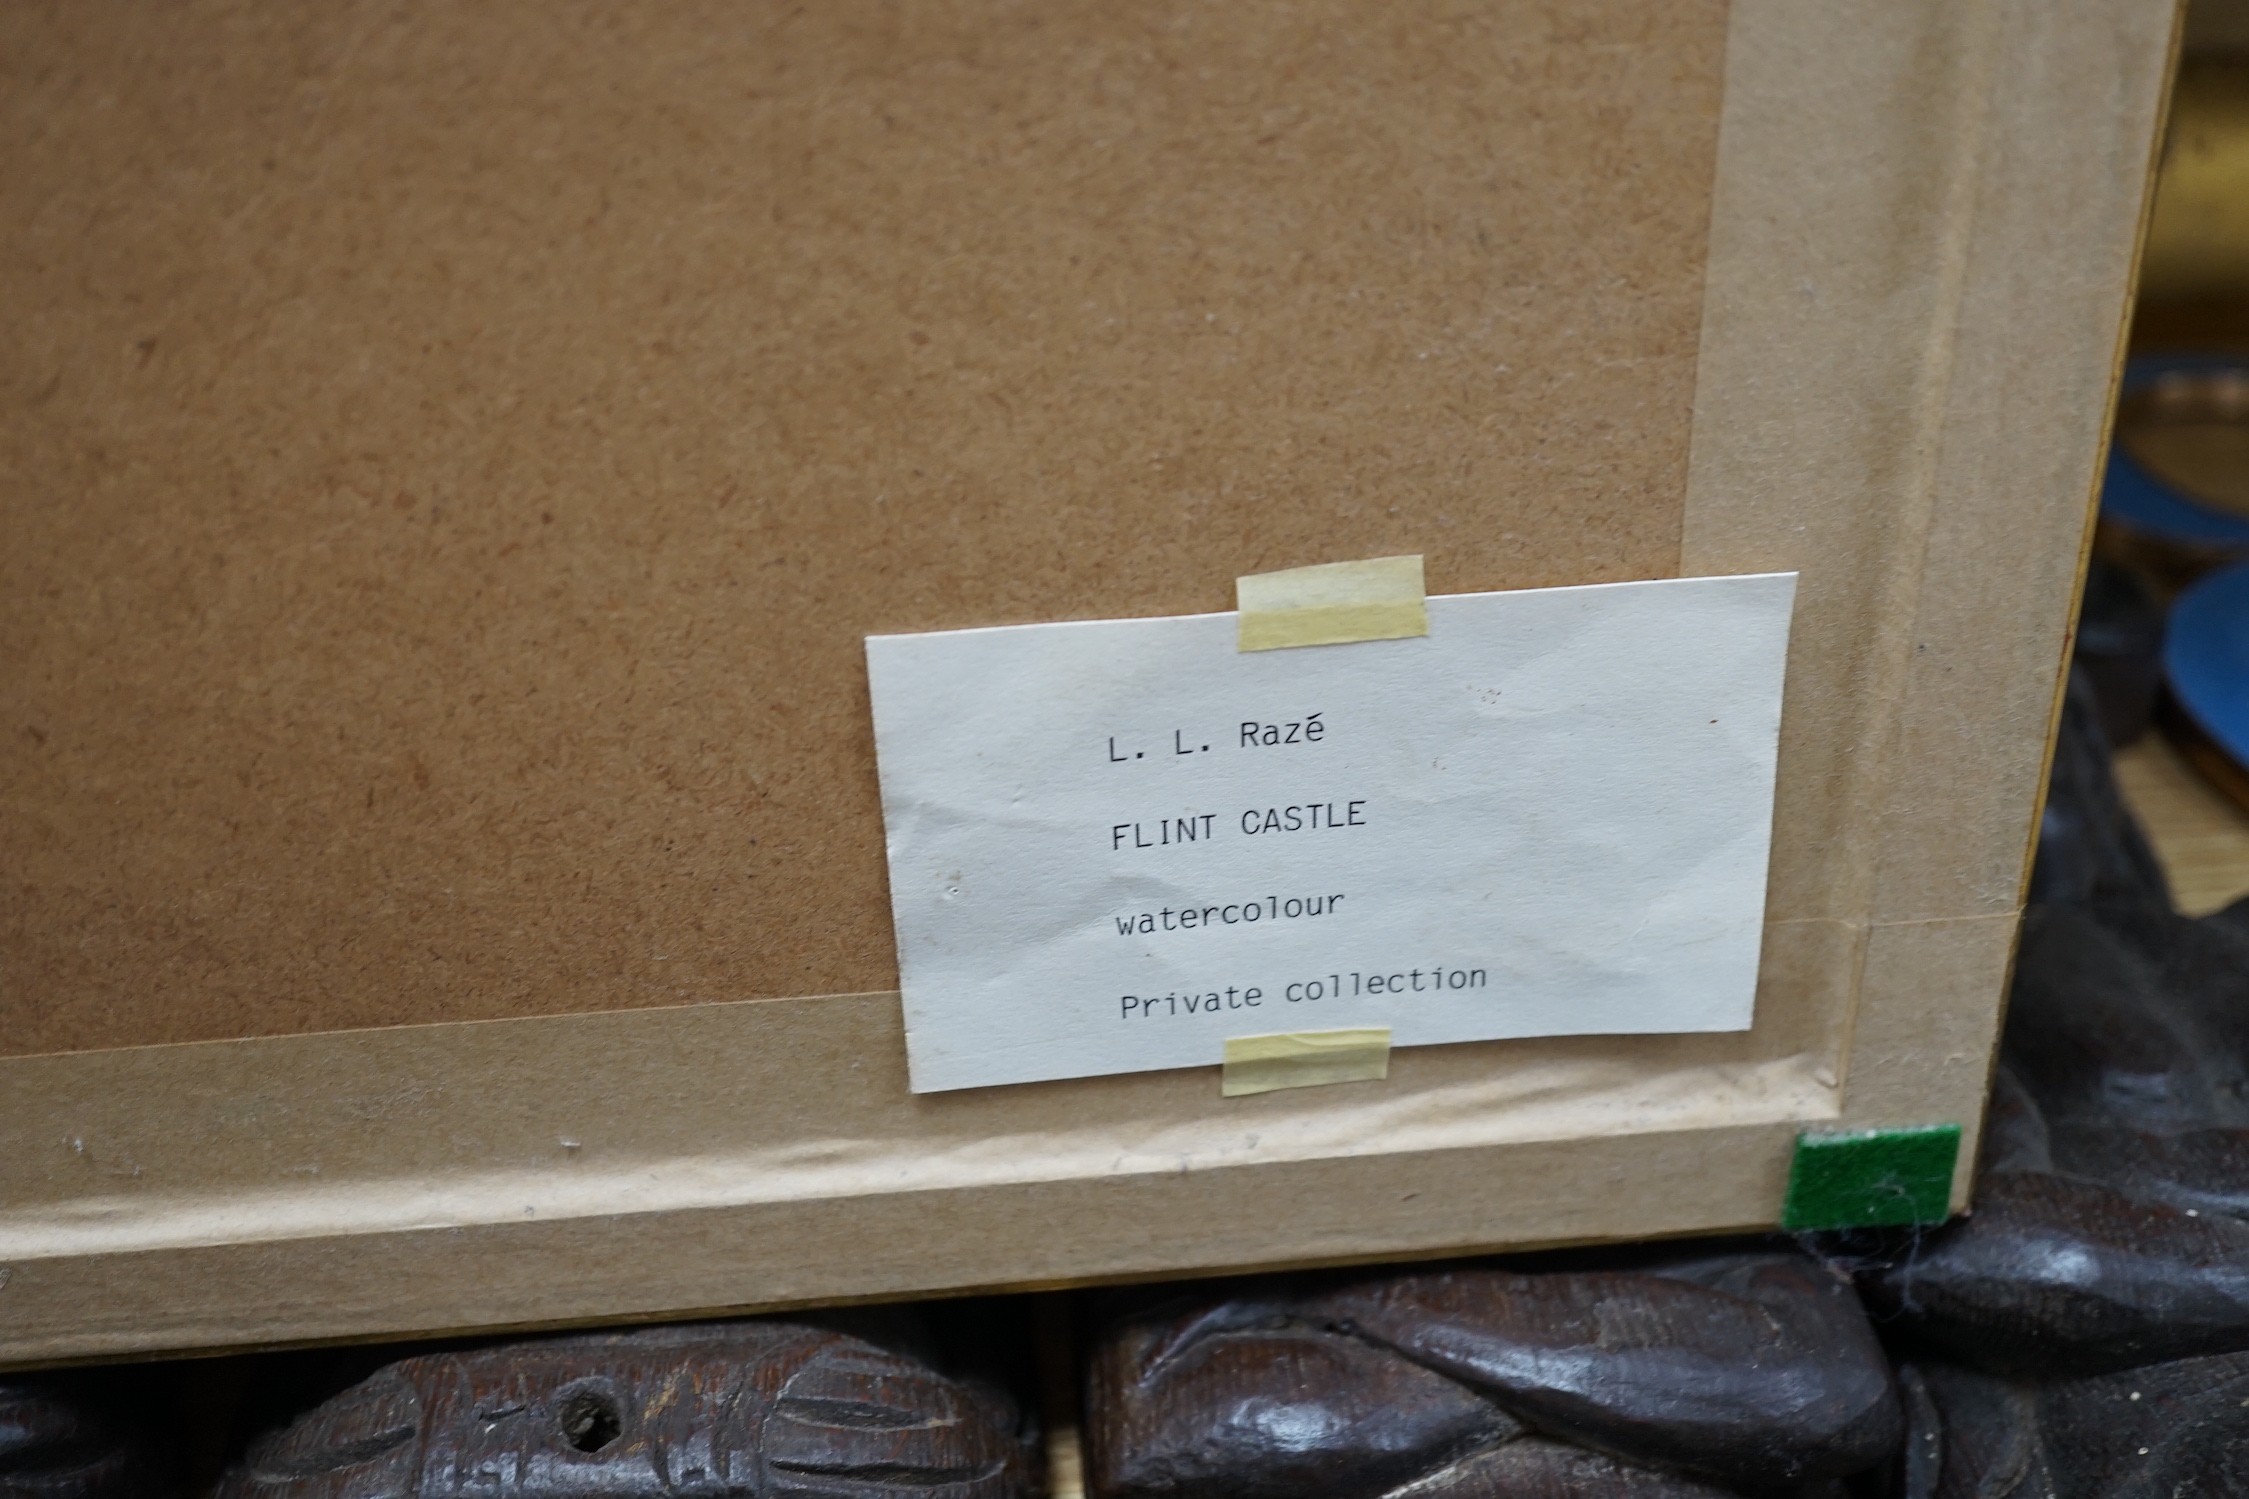 L. L. Razé
FLINT CASTLE
watercolour
Private collection